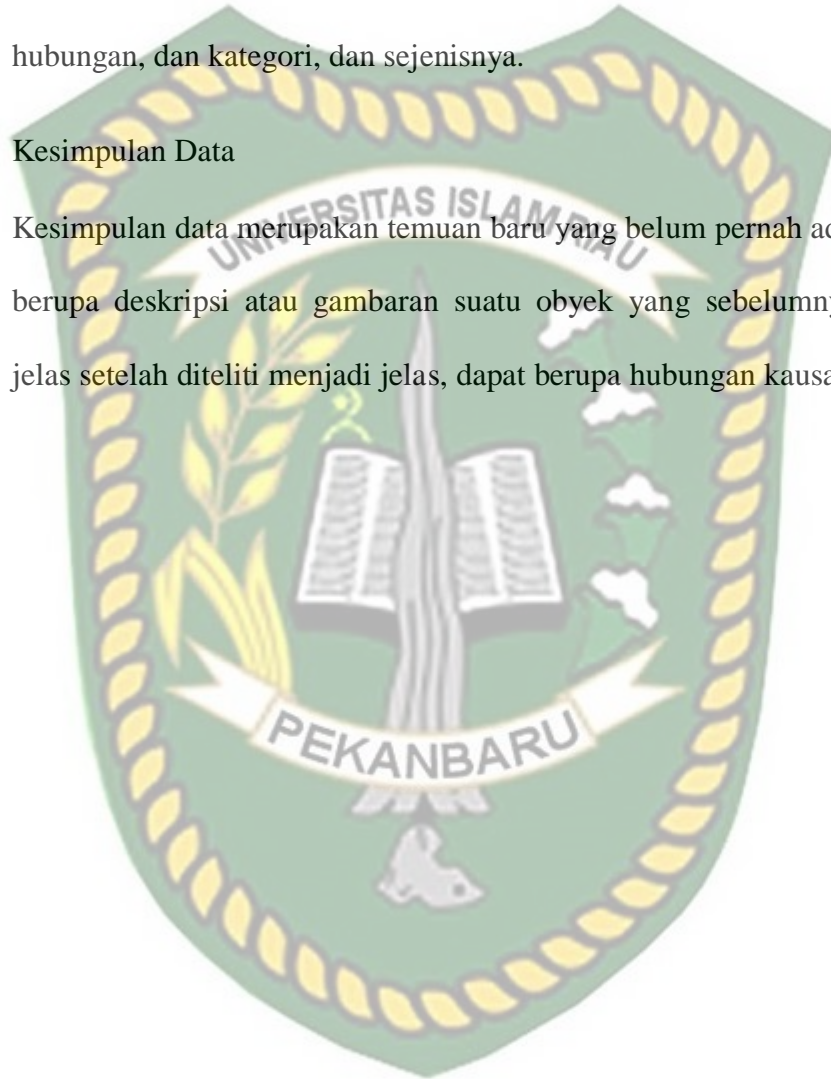 hubungan, dan kategori, dan sejenisnya.
Kesimpulan Data
Kesimpulan data merupakan temuan baru yang belum pernah
berupa deskripsi atau gambaran suatu obyek yang
jelas setelah diteliti menjadi jelas, dapat berupa hubungan
UNIVERSITAS ISLAM RIAU
PEKANBARU